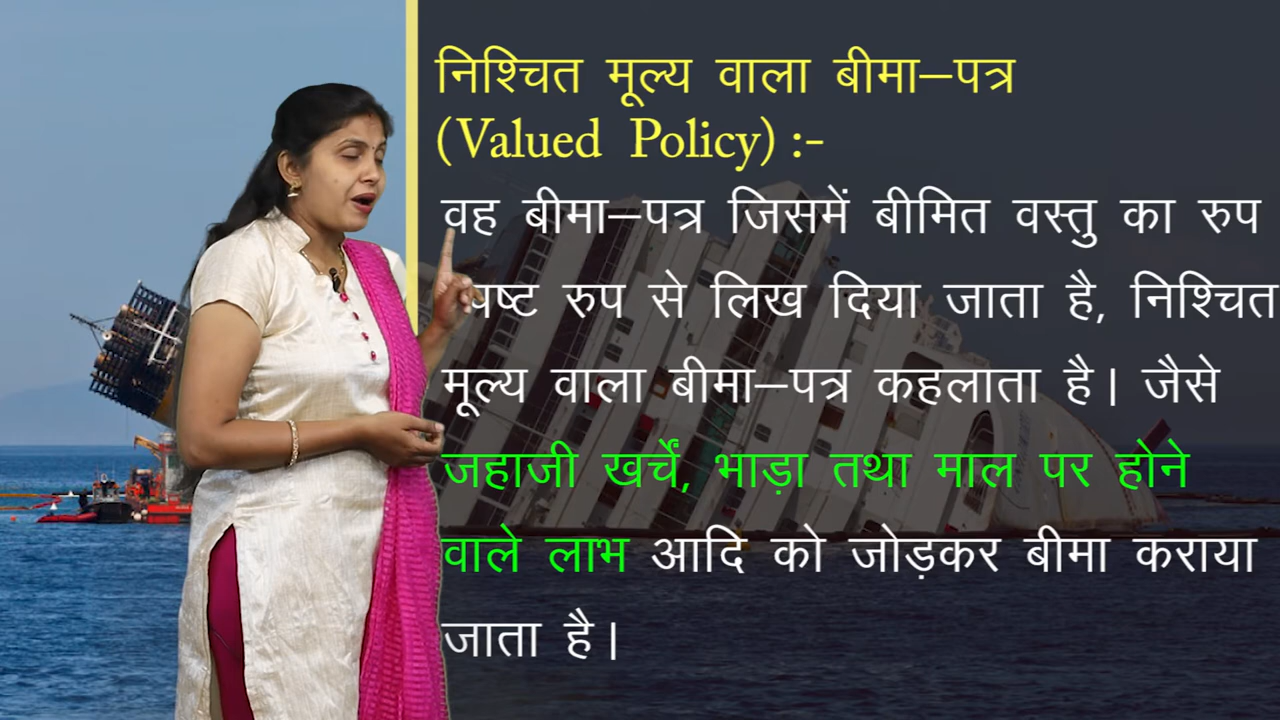 निश्चित मूल्य वाला बीमा–पत्र
(Valued Policy) :-
वह बीमा–पत्र जिसमें बीमित वस्तु का रुप
ष्ट रुप से लिख दिया जाता है, निश्चित
मूल्य वाला बीमा–पत्र कहलाता है। जैसे
जहाजी खर्चें, भाड़ा तथा माल पर होने
वाले लाभ आदि को जोड़कर बीमा कराया
जाता है।